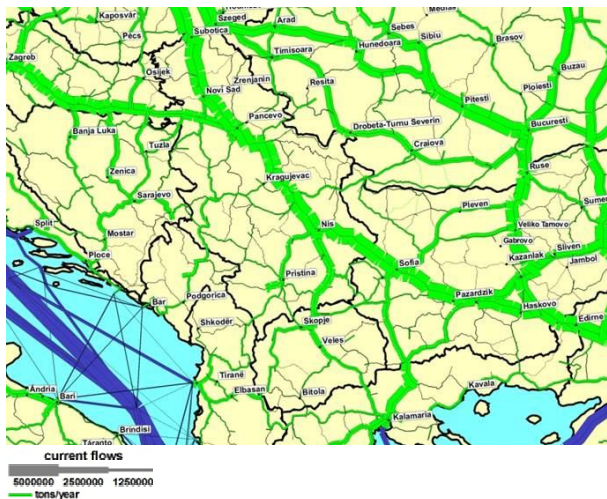 Kaposvár
Szeged
Arad
Sebes
Sibiu
Brasov
Pécs
Subotica
Hunedoara
Zagreb
Timisoara
Buzau
Osijek
Zrenjanin
Resita
Ploiesti
Novi Sad
Pitesti
Pancevo
Banja Luka
Drobeta-Turnu Severin
Bucuresti
Tuzla
Craiova
Zenica
Kragujevac
Ruse
Sarajevo
Pleven
Sumen
Split
Mostar
Nis
Veliko Tarnovo
Gabrovo
Sliven
Ploce
Sofia
Kazanlak
Jambol
Pristina
Bar
Podgorica
Pazardzik
Haskovo
Shkodër
Skopje
Edirne
Veles
Tiranë
Elbasan
Bitola
Kavala
Ándria
Bari
Kalamaria
Brindisi
Táranto
current flows
5000000 2500000 1250000
tons/year